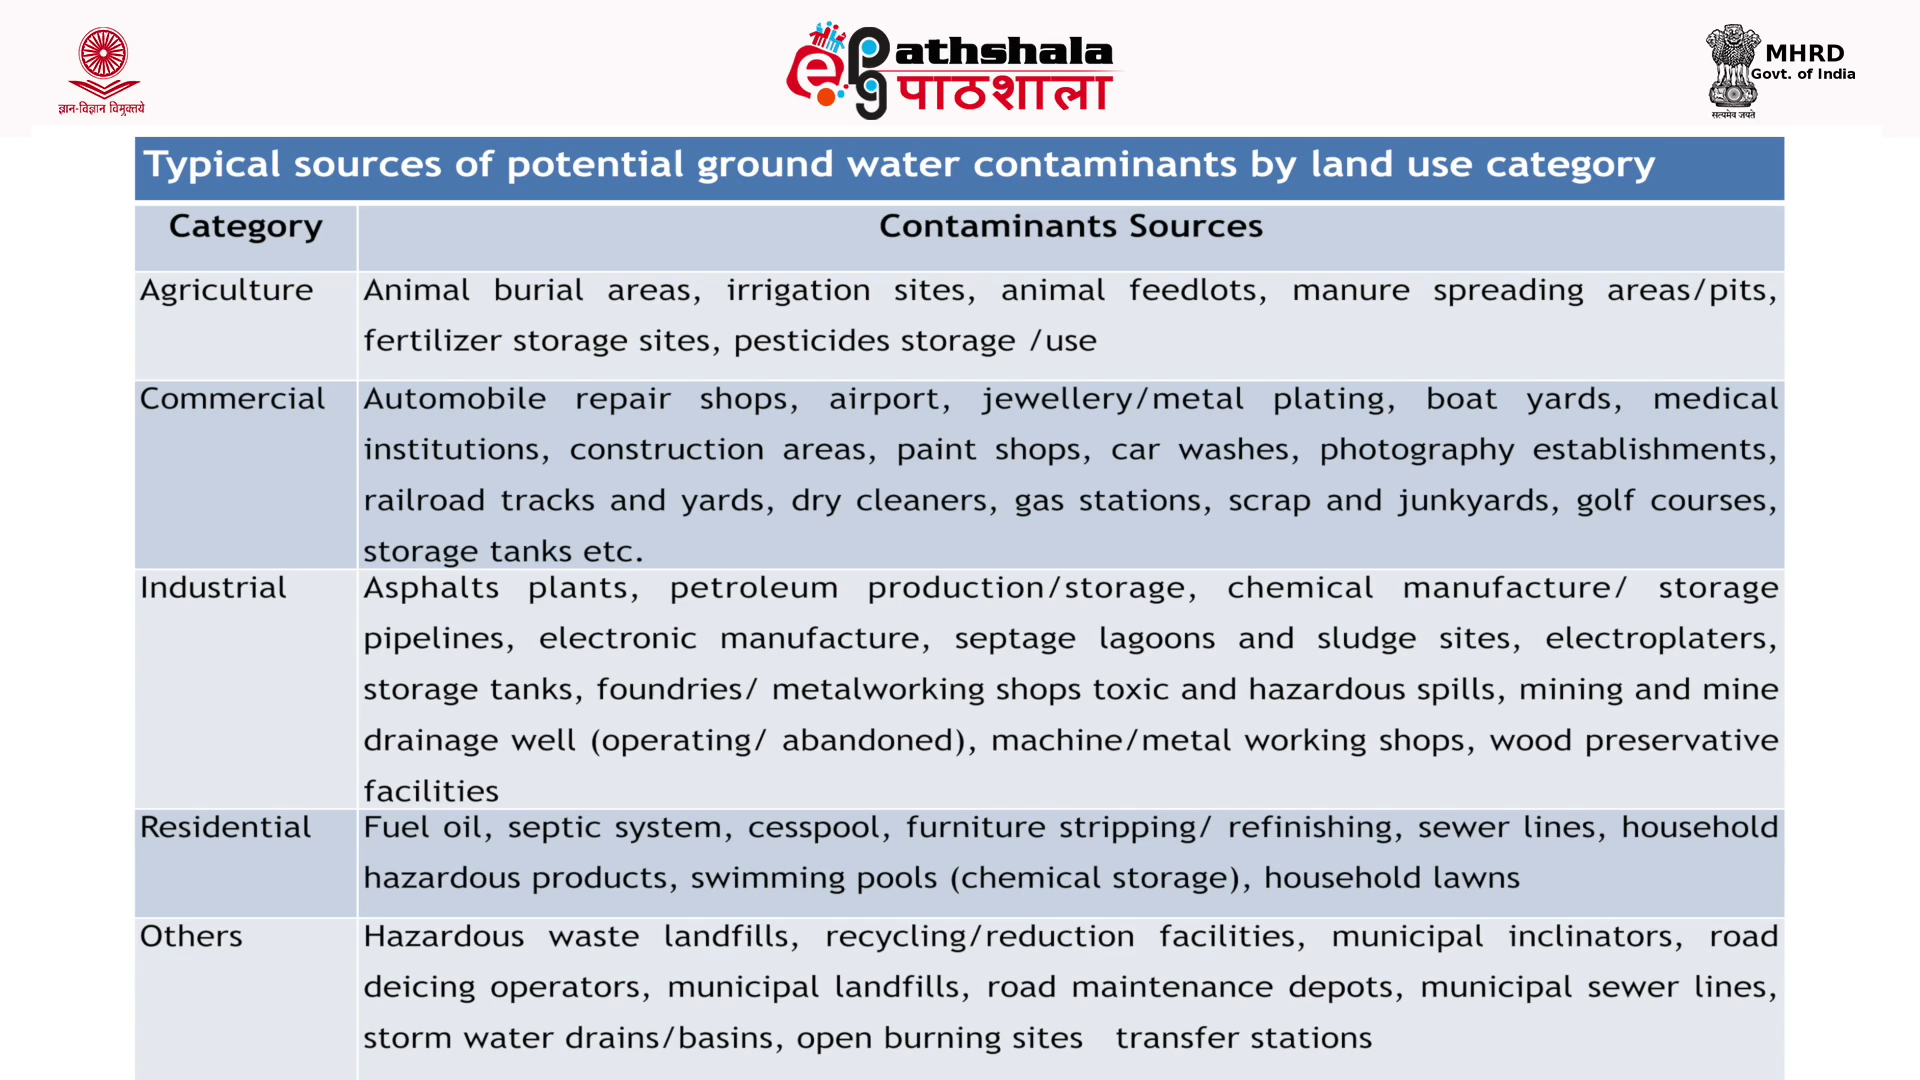 ज्ञान-विज्ञान विमुक्तये
ePathshala
पाठशाला
MHRD
Govt. of India
सत्यमेव जयते
Typical sources of potential ground water contaminants by land use category
Category Contaminants Sources
Agriculture Animal burial areas, irrigation sites, animal feedlots, manure spreading areas/pits,
fertilizer storage sites, pesticides storage /use
Commercial Automobile repair shops, airport, jewellery/metal plating, boat yards, medical
institutions, construction areas, paint shops, car washes, photography establishments,
railroad tracks and yards, dry cleaners, gas stations, scrap and junkyards, golf courses,
storage tanks etc.
Industrial Asphalts plants, petroleum production/storage, chemical manufacture/ storage
pipelines, electronic manufacture, septage lagoons and sludge sites, electroplaters,
storage tanks, foundries/ metalworking shops toxic and hazardous spills, mining and mine
drainage well (operating/ abandoned), machine/metal working shops, wood preservative
facilities
Residential Fuel oil, septic system, cesspool, furniture stripping/ refinishing, sewer lines, household
hazardous products, swimming pools (chemical storage), household lawns
Others Hazardous waste landfills, recycling/reduction facilities, municipal inclinators, road
deicing operators, municipal landfills, road maintenance depots, municipal sewer lines,
storm water drains/basins, open burning sites transfer stations